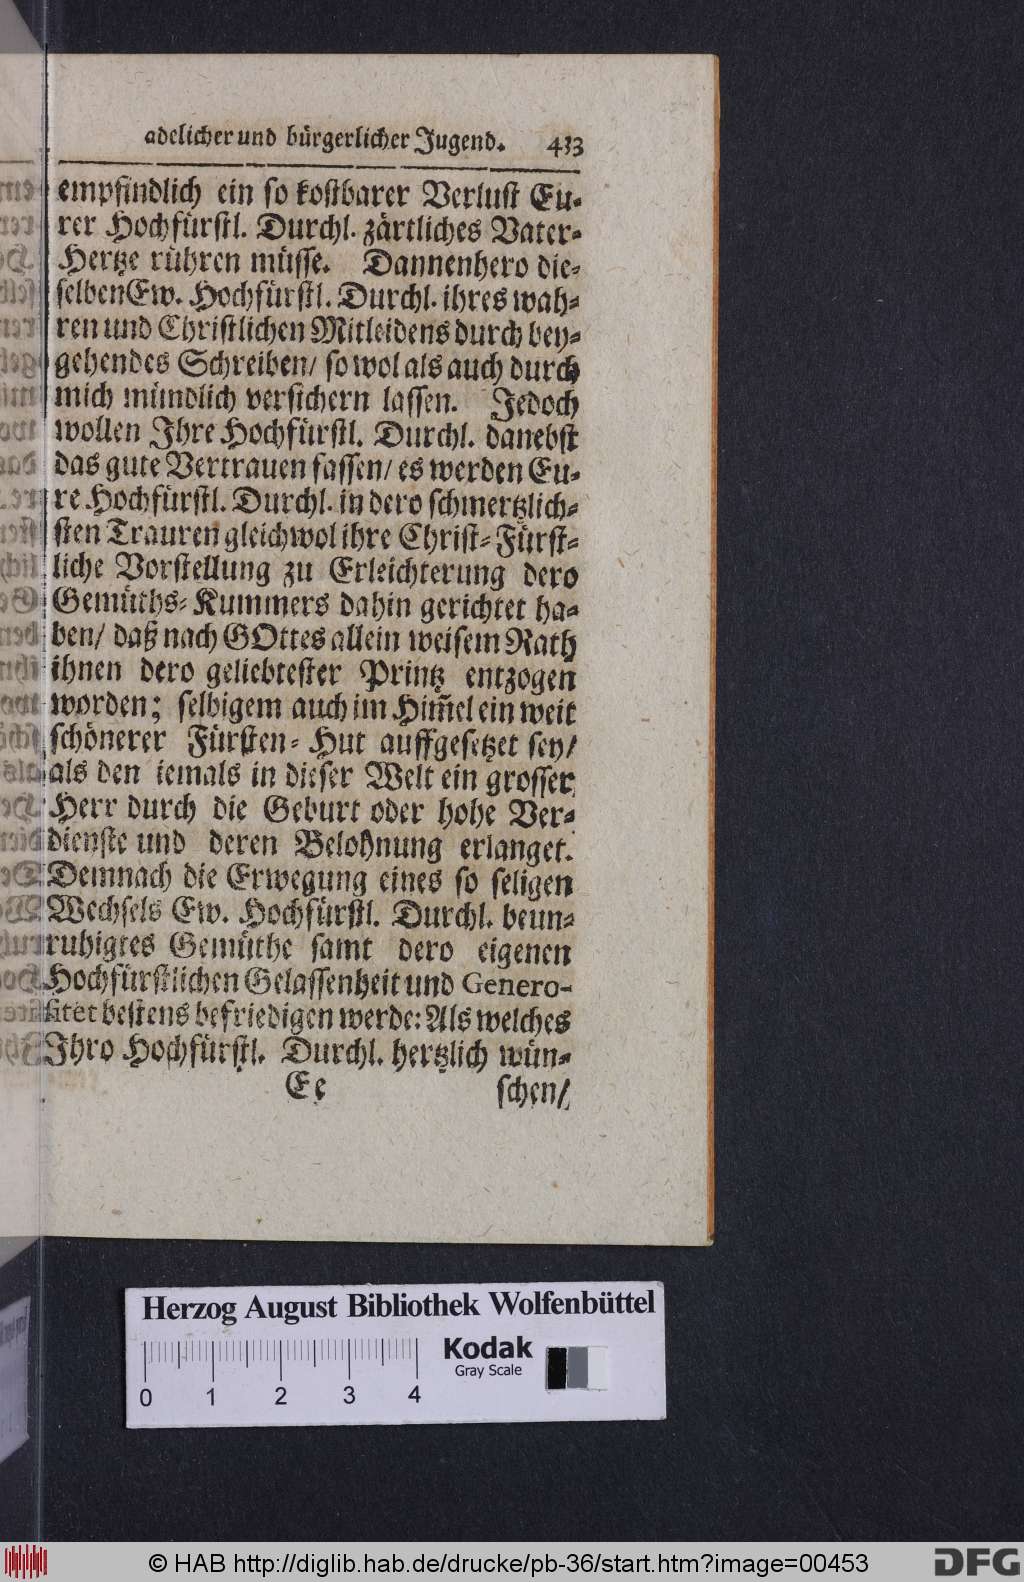 adelicher und bürgerlicher Jugend. 433
empfindlich ein so kostbarer Verlust Eu-
rer Hochfürstl. Durchl. zärtliches Vater-
Hertze rühren müsse. Dannenhero die-
selben Ew. Hochfürstl. Durchl. ihres wah-
ren und Christlichen Mitleidens durch bey-
gehendes Schreiben/ so wol als auch durch
mich mündlich versichern lassen. Jedoch
wollen Ihre Hochfürstl. Durchl. danebst
das gute Vertrauen fassen/ es werden Eu-
re Hochfürstl. Durchl. in dero schmertzlich-
sten Trauren gleichwol ihre Christ-Fürst-
liche Vorstellung zu Erleichterung dero
Gemüths-Kummers dahin gerichtet ha-
ben/ daß nach GOttes allein weisem Rath
ihnen dero geliebtester Printz entzogen
worden; selbigem auch im Him̃el ein weit
schönerer Fürsten-Hut auffgesetzet sey/
als den iemals in dieser Welt ein grosser
Herr durch die Geburt oder hohe Ver-
dienste und deren Belohnung erlanget.
Demnach die Erwegung eines so seligen
Wechsels Ew. Hochfürstl. Durchl. beun-
ruhigtes Gemüthe samt dero eigenen
Hochfürstlichen Gelassenheit und Genero-
sitet bestens befriedigen werde: Als welches
Ihro Hochfürstl. Durchl. hertzlich wün-
Ee schen/
Herzog August Bibliothek Wolfenbüttel
Kodak
Gray Scale
0 1 2 3 4
© HAB http://diglib.hab.de/drucke/pb-36/start.htm?image=00453
DFG